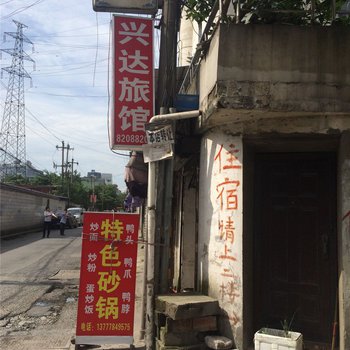 兴达旅馆
8208820
住宿请上二楼
特色砂锅
炒面 炒粉 蛋炒饭
鸭头 鸭爪 鸭脖
电话:13777849575